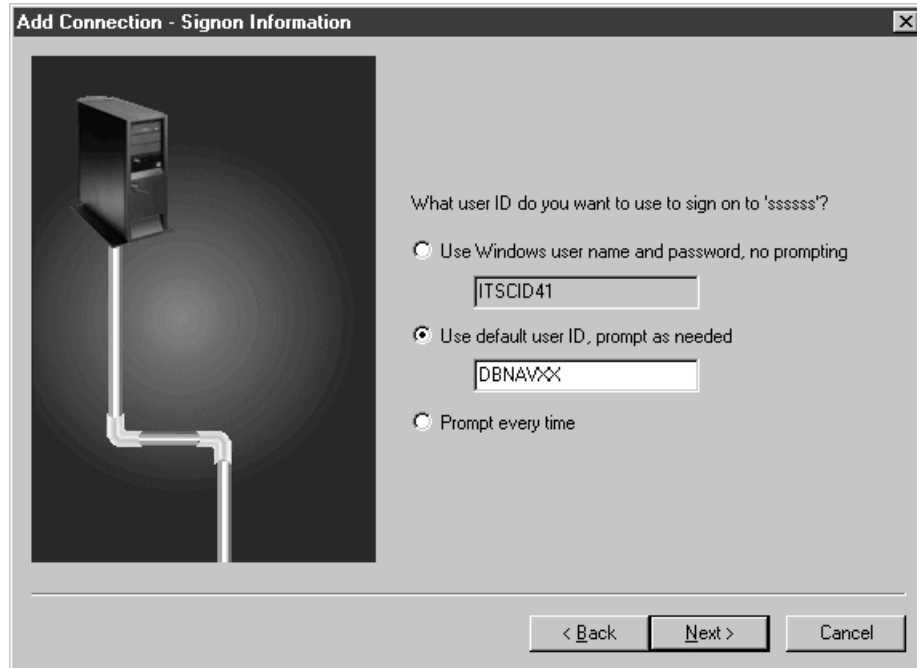 Add Connection - Signon Information
What user ID do you want to use to sign on to 'ssssss'?
Use Windows user name and password, no prompting
ITSCID41
Use default user ID, prompt as needed
DBNAVXX
Prompt every time
< Back
Next >
Cancel